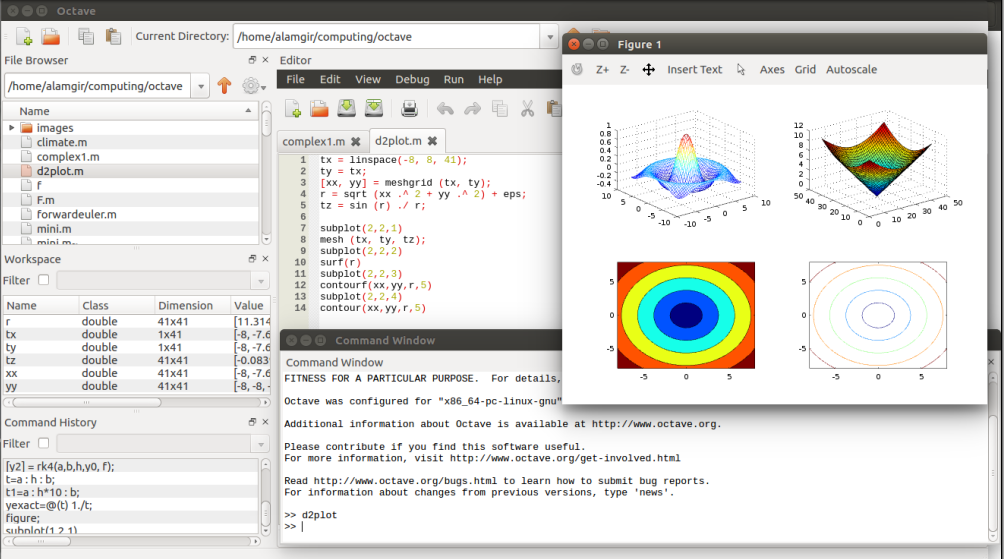 Octave
Current Directory: /home/alamgir/computing/octave
File Browser
/home/alamgir/computing/octave
Name
images
climate.m
complex1.m
d2plot.m
f
F.m
forwardeuler.m
mini.m
mini.m~
Workspace
Filter
Name Class Dimension Value
r double 41x41 [11.314
tx double 1x41 [-8, -7.6
ty double 1x41 [-8, -7.6
tz double 41x41 [-0.083
xx double 41x41 [-8, -7.6
yy double 41x41 [-8, -8, -
Command History
Filter
[y2] = rk4(a,b,h,y0, f);
t=a : h : b;
t1=a : h*10 : b;
yexact=@(t) 1./t;
figure;
subplot(1,2,1)
Editor
File Edit View Debug Run Help
complex1.m d2plot.m
1 tx = linspace(-8, 8, 41);
2 ty = tx;
3 [xx, yy] = meshgrid (tx, ty);
4 r = sqrt (xx .^ 2 + yy .^ 2) + eps;
5 tz = sin (r) ./ r;
6
7 subplot(2,2,1)
8 mesh (tx, ty, tz);
9 subplot(2,2,2)
10 surf(r)
11 subplot(2,2,3)
12 contourf(xx,yy,r,5)
13 subplot(2,2,4)
14 contour(xx,yy,r,5)
Figure 1
Z+ Z- Insert Text Axes Grid Autoscale
1
0.8
0.6
0.4
0.2
0
-0.2
-0.4
10
5
0
-5
-10
-10
-5
0
5
10
12
10
8
6
4
2
0
50
40
30
20
10
0
0
10
20
30
40
50
5
0
-5
-5 0 5
5
0
-5
-5 0 5
Command Window
Command Window
FITNESS FOR A PARTICULAR PURPOSE. For details,
Octave was configured for "x86_64-pc-linux-gnu"
Additional information about Octave is available at http://www.octave.org.
Please contribute if you find this software useful.
For more information, visit http://www.octave.org/get-involved.html
Read http://www.octave.org/bugs.html to learn how to submit bug reports.
For information about changes from previous versions, type 'news'.
>> d2plot
>>